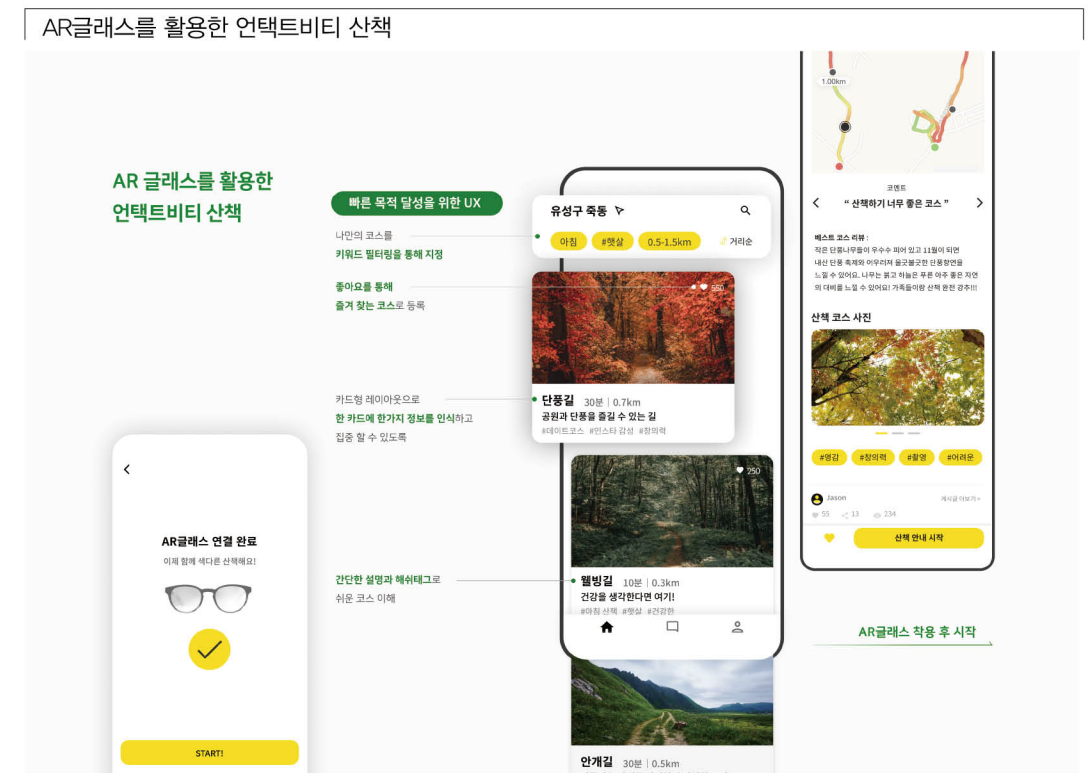 AR글래스를 활용한 언택트비티 산책
AR 글래스를 활용한
언택트비티 산책
빠른 목적 달성을 위한 UX
나만의 코스를
키워드 필터링을 통해 지정
좋아요를 통해
즐겨 찾는 코스로 등록
카드형 레이아웃으로
한 카드에 한가지 정보를 인식하고
집중 할 수 있도록
간단한 설명과 해쉬태그로
쉬운 코스 이해
AR글래스 연결 완료
이제 함께 색다른 산책해요!
START!
유성구 죽동
아침 #햇살 0.5-1.5km 거리순
550
단풍길 30분 | 0.7km
공원과 단풍을 즐길 수 있는 길
#데이트코스 #인스타 감성 #창의력
250
웰빙길 10분 | 0.3km
건강을 생각한다면 여기!
#아침 산책 #햇살 #건강한
안개길 30분 | 0.5km
1.00km
코멘트
“ 산책하기 너무 좋은 코스 ”
베스트 코스 리뷰 :
작은 단풍나무들이 우수수 피어 있고 11월이 되면
내산 단풍 축제와 어우러져 울긋불긋한 단풍향연을
느낄 수 있어요. 나무는 붉고 하늘은 푸른 아주 좋은 자연
의 대비를 느낄 수 있어요! 가족들이랑 산책 완전 강추!!!
산책 코스 사진
#영감 #창의력 #촬영 #어려운
Jason 게시글 더보기 >
55 13 234
산책 안내 시작
AR글래스 착용 후 시작